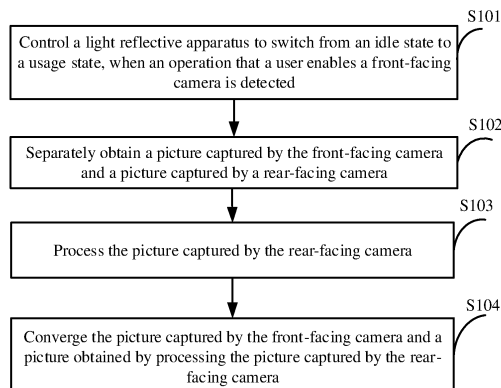 S101
Control a light reflective apparatus to switch from an idle state to
a usage state, when an operation that a user enables a front-facing
camera is detected
S102
Separately obtain a picture captured by the front-facing camera
and a picture captured by a rear-facing camera
S103
Process the picture captured by the rear-facing camera
S104
Converge the picture captured by the front-facing camera and a
picture obtained by processing the picture captured by the rear-
facing camera